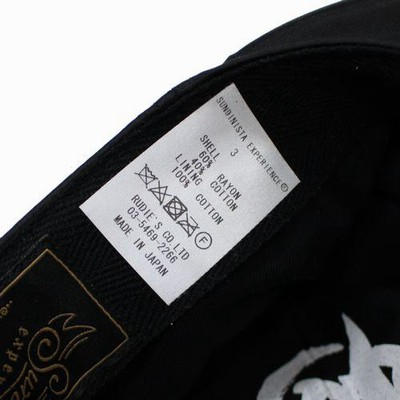 SUNDINISTA EXPERIENCE®
3
SHELL
60% RAYON
40% COTTON
LINING
100% COTTON
F
RUDIE'S CO.LTD
03-5469-2266
MADE IN JAPAN